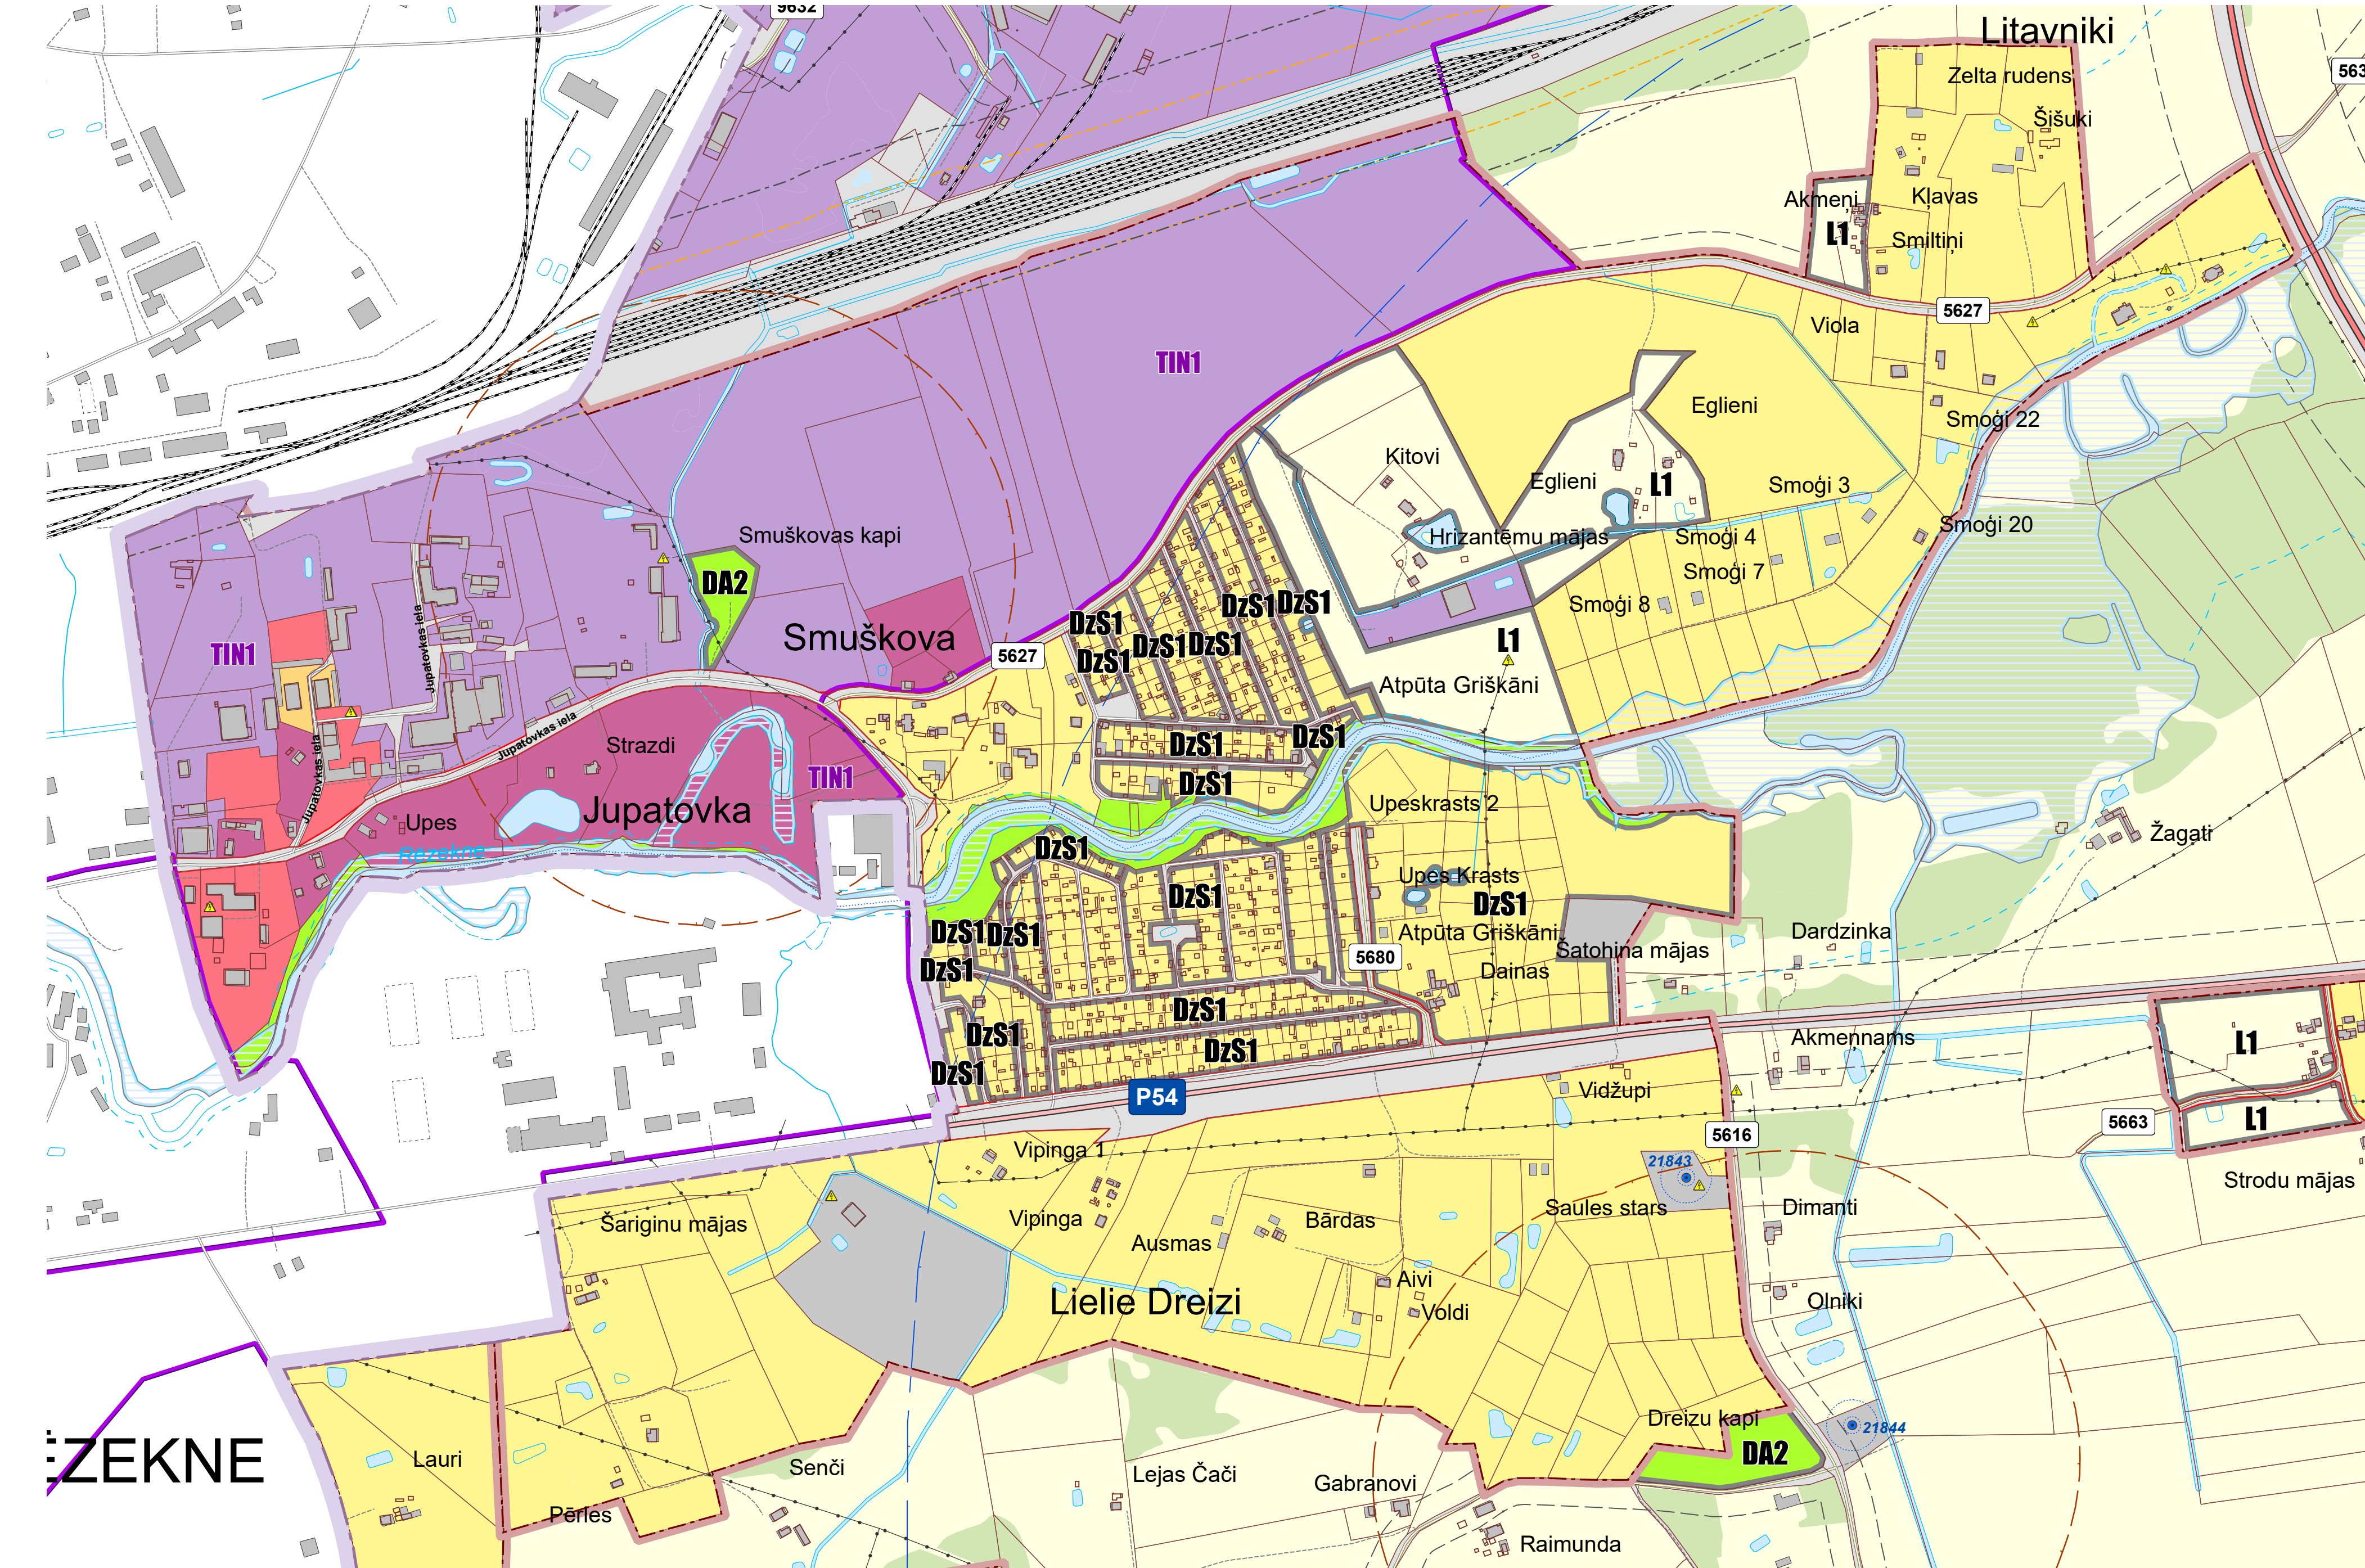 9632
Litavniki
Zelta rudens
563
Šišuki
Akmeņi
Kļavas
L1
Smiltiņi
5627
Viola
TIN1
Eglieni
Smoģi 22
Kitovi
Eglieni
L1
Smoģi 3
Smuškovas kapi
Hrizantēmu mājas
Smoģi 4
Smoģi 20
DA2
Smoģi 7
Jupatovkas iela
DzS1
DzS1
DzS1
Smoģi 8
Smuškova
DzS1
DzS1
L1
TIN1
5627
DzS1
Atpūta Griškāni
Jupatovkas iela
Strazdi
DzS1
DzS1
Jupatovkas iela
TIN1
DzS1
Jupatovka
Upeskrasts 2
Upes
Žagati
Rēzekne
DzS1
Upes Krasts
DzS1
DzS1
DzS1
DzS1
Atpūta Griškāni
Dardzinka
Šatohina mājas
5680
DzS1
Dainas
DzS1
DzS1
Akmeņnams
L1
DzS1
DzS1
Vidžupi
P54
L1
5663
5616
Vipinga 1
21843
Strodu mājas
Saules stars
Dimanti
Šariginu mājas
Vipinga
Bārdas
Ausmas
Aivi
Lielie Dreizi
Olniki
Voldi
Dreizu kapi
21844
DA2
ĒZEKNE
Lauri
Senči
Lejas Čači
Gabranovi
Pērles
Raimunda